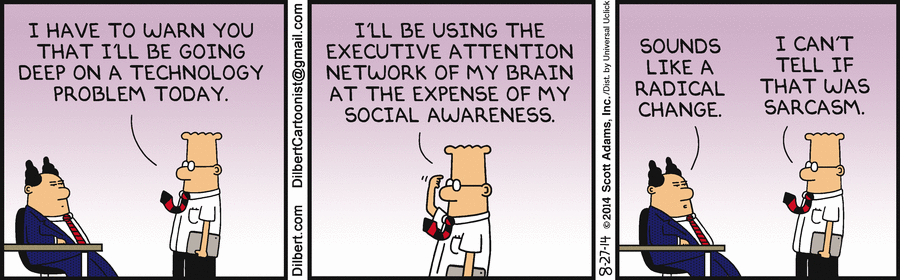 I HAVE TO WARN YOU
THAT I'LL BE GOING
DEEP ON A TECHNOLOGY
PROBLEM TODAY.
Dilbert.com DilbertCartoonist@gmail.com
I'LL BE USING THE
EXECUTIVE ATTENTION
NETWORK OF MY BRAIN
AT THE EXPENSE OF MY
SOCIAL AWARENESS.
8-27-14 ©2014 Scott Adams, Inc. /Dist. by Universal Uclick
SOUNDS
LIKE A
RADICAL
CHANGE.
I CAN'T
TELL IF
THAT WAS
SARCASM.